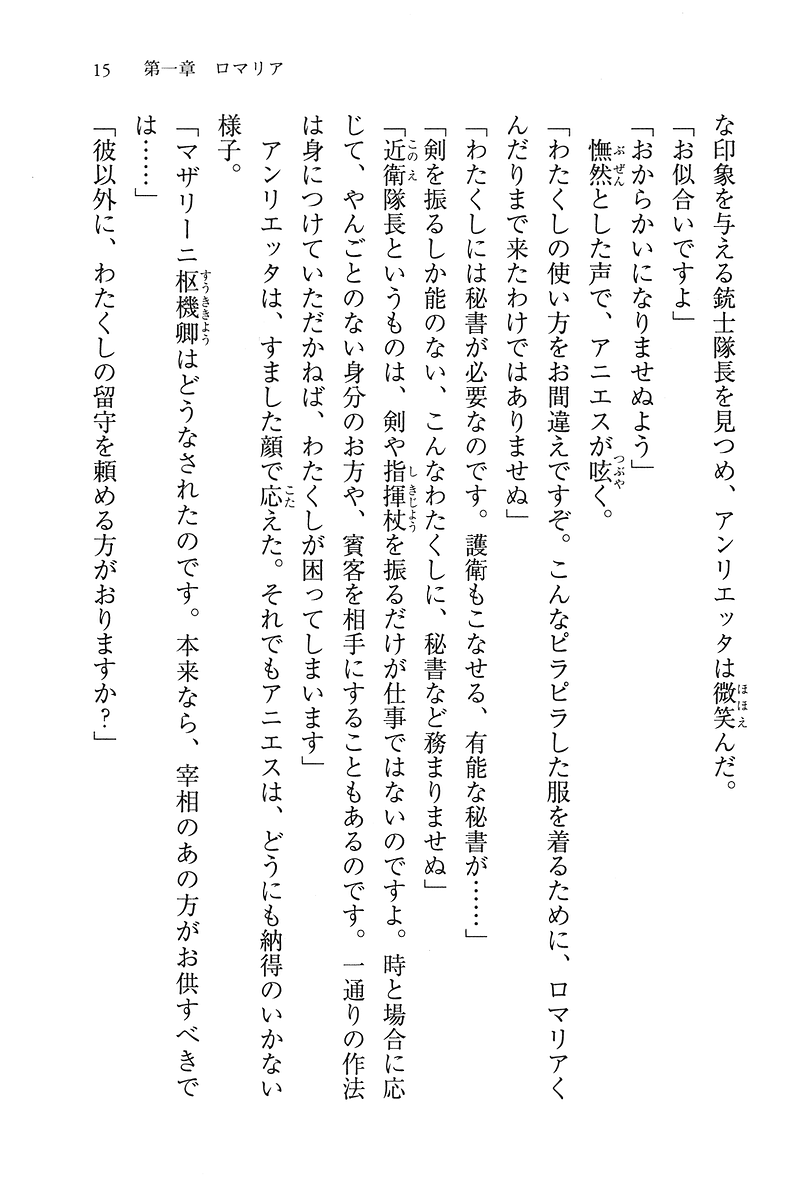 15　第一章　ロマリア
な印象を与える銃士隊長を見つめ、アンリエッタは微笑んだ。
「お似合いですよ」
「おからかいになりませぬよう」
　憮然とした声で、アニエスが呟く。
「わたくしの使い方をお間違えですぞ。こんなピラピラした服を着るために、ロマリアく
んだりまで来たわけではありませぬ」
「わたくしには秘書が必要なのです。護衛もこなせる、有能な秘書が……」
「剣を振るしか能のない、こんなわたくしに、秘書など務まりませぬ」
「近衛隊長というものは、剣や指揮杖を振るだけが仕事ではないのですよ。時と場合に応
じて、やんごとのない身分のお方や、賓客を相手にすることもあるのです。一通りの作法
は身につけていただかねば、わたくしが困ってしまいます」
　アンリエッタは、すました顔で応えた。それでもアニエスは、どうにも納得のいかない
様子。
「マザリーニ枢機卿はどうなされたのです。本来なら、宰相のあの方がお供すべきで
は……」
「彼以外に、わたくしの留守を頼める方がおりますか？」